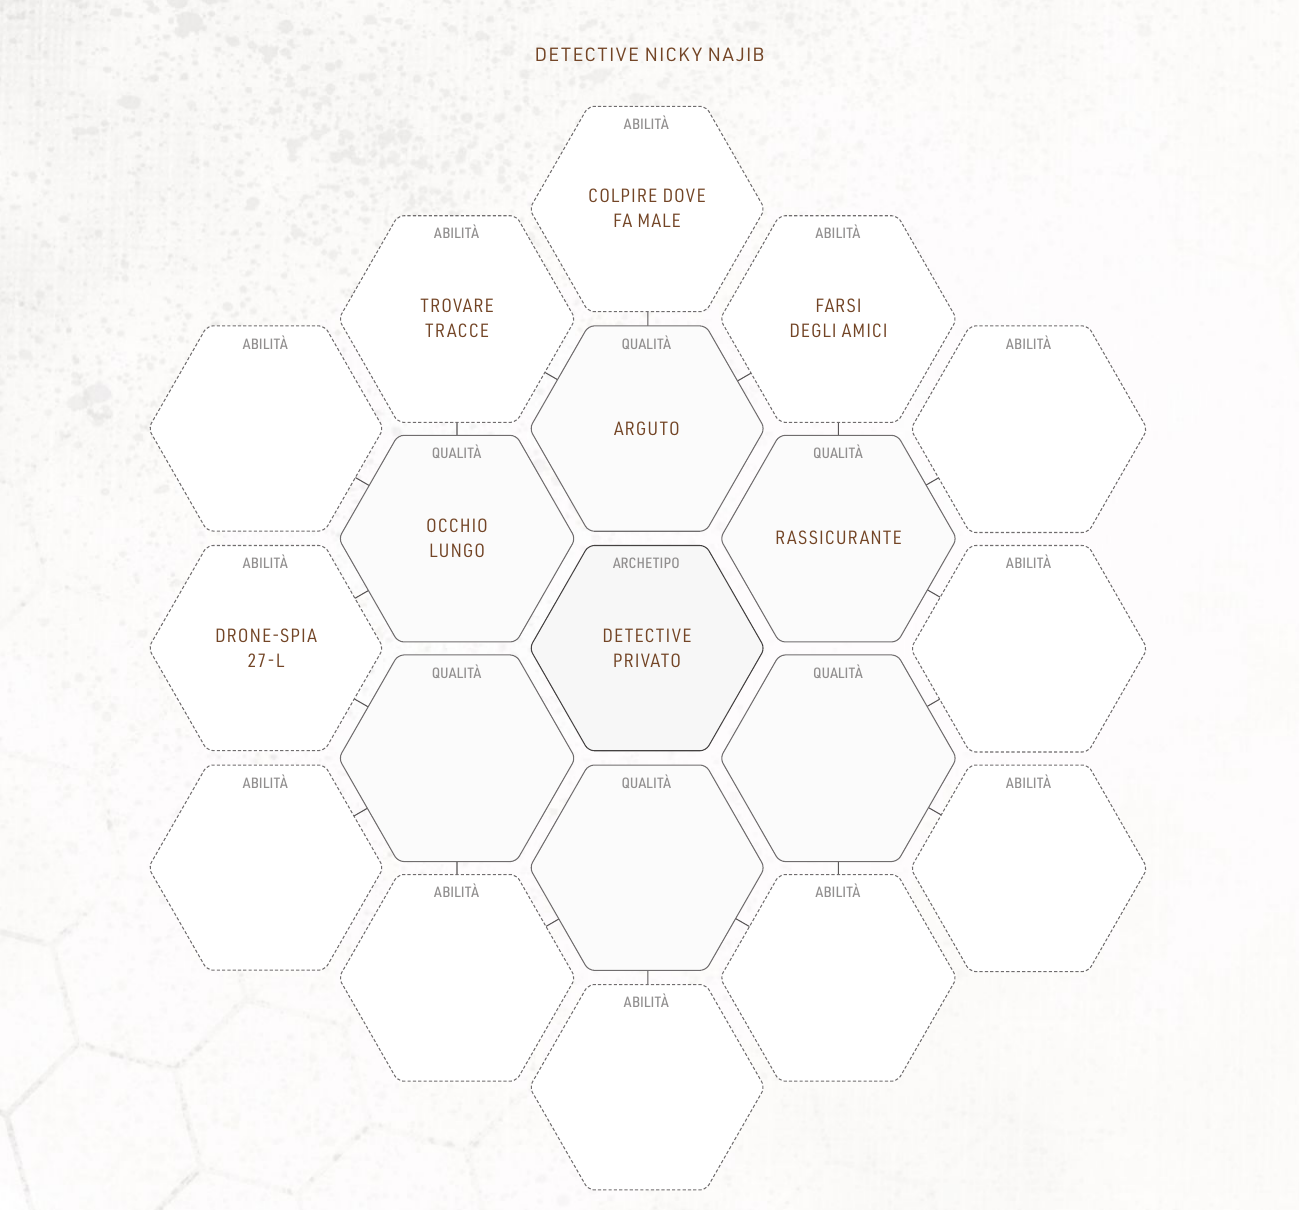 DETECTIVE NICKY NAJIB
ABILITÀ
COLPIRE DOVE
FA MALE
ABILITÀ
TROVARE
TRACCE
ABILITÀ
FARSI
DEGLI AMICI
ABILITÀ
QUALITÀ
ARGUTO
ABILITÀ
QUALITÀ
OCCHIO
LUNGO
QUALITÀ
RASSICURANTE
ABILITÀ
DRONE-SPIA
27-L
ARCHETIPO
DETECTIVE
PRIVATO
ABILITÀ
QUALITÀ
QUALITÀ
ABILITÀ
QUALITÀ
ABILITÀ
ABILITÀ
ABILITÀ
ABILITÀ